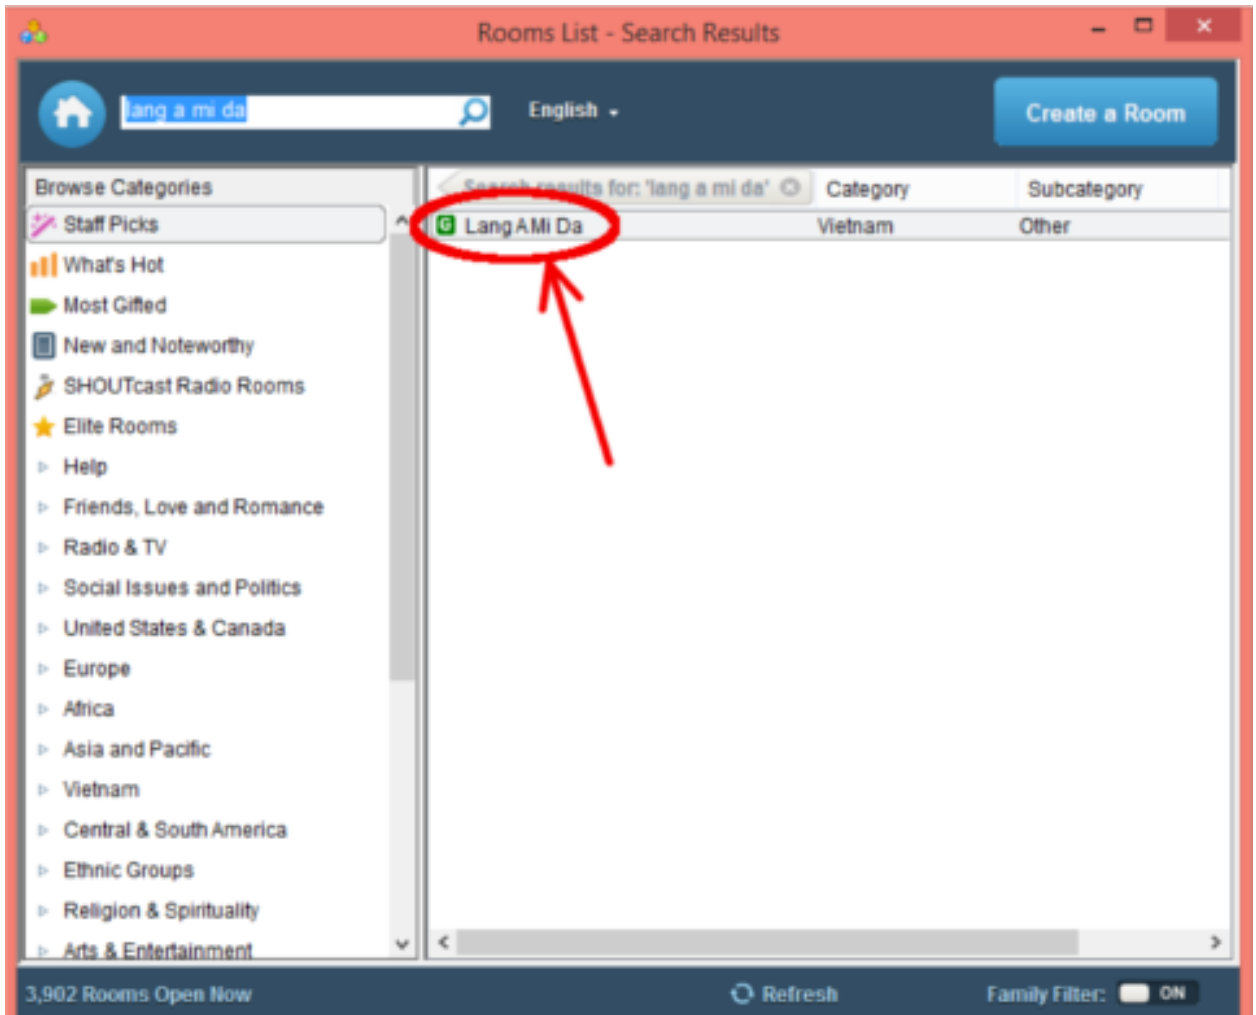 Rooms List - Search Results
lang a mi da
English
Create a Room
Browse Categories
Search results for: 'lang a mi da'
Category
Subcategory
Staff Picks
G Lang A Mi Da
Vietnam
Other
What's Hot
Most Gifted
New and Noteworthy
SHOUTcast Radio Rooms
Elite Rooms
Help
Friends, Love and Romance
Radio & TV
Social Issues and Politics
United States & Canada
Europe
Africa
Asia and Pacific
Vietnam
Central & South America
Ethnic Groups
Religion & Spirituality
Arts & Entertainment
3,902 Rooms Open Now
Refresh
Family Filter: ON